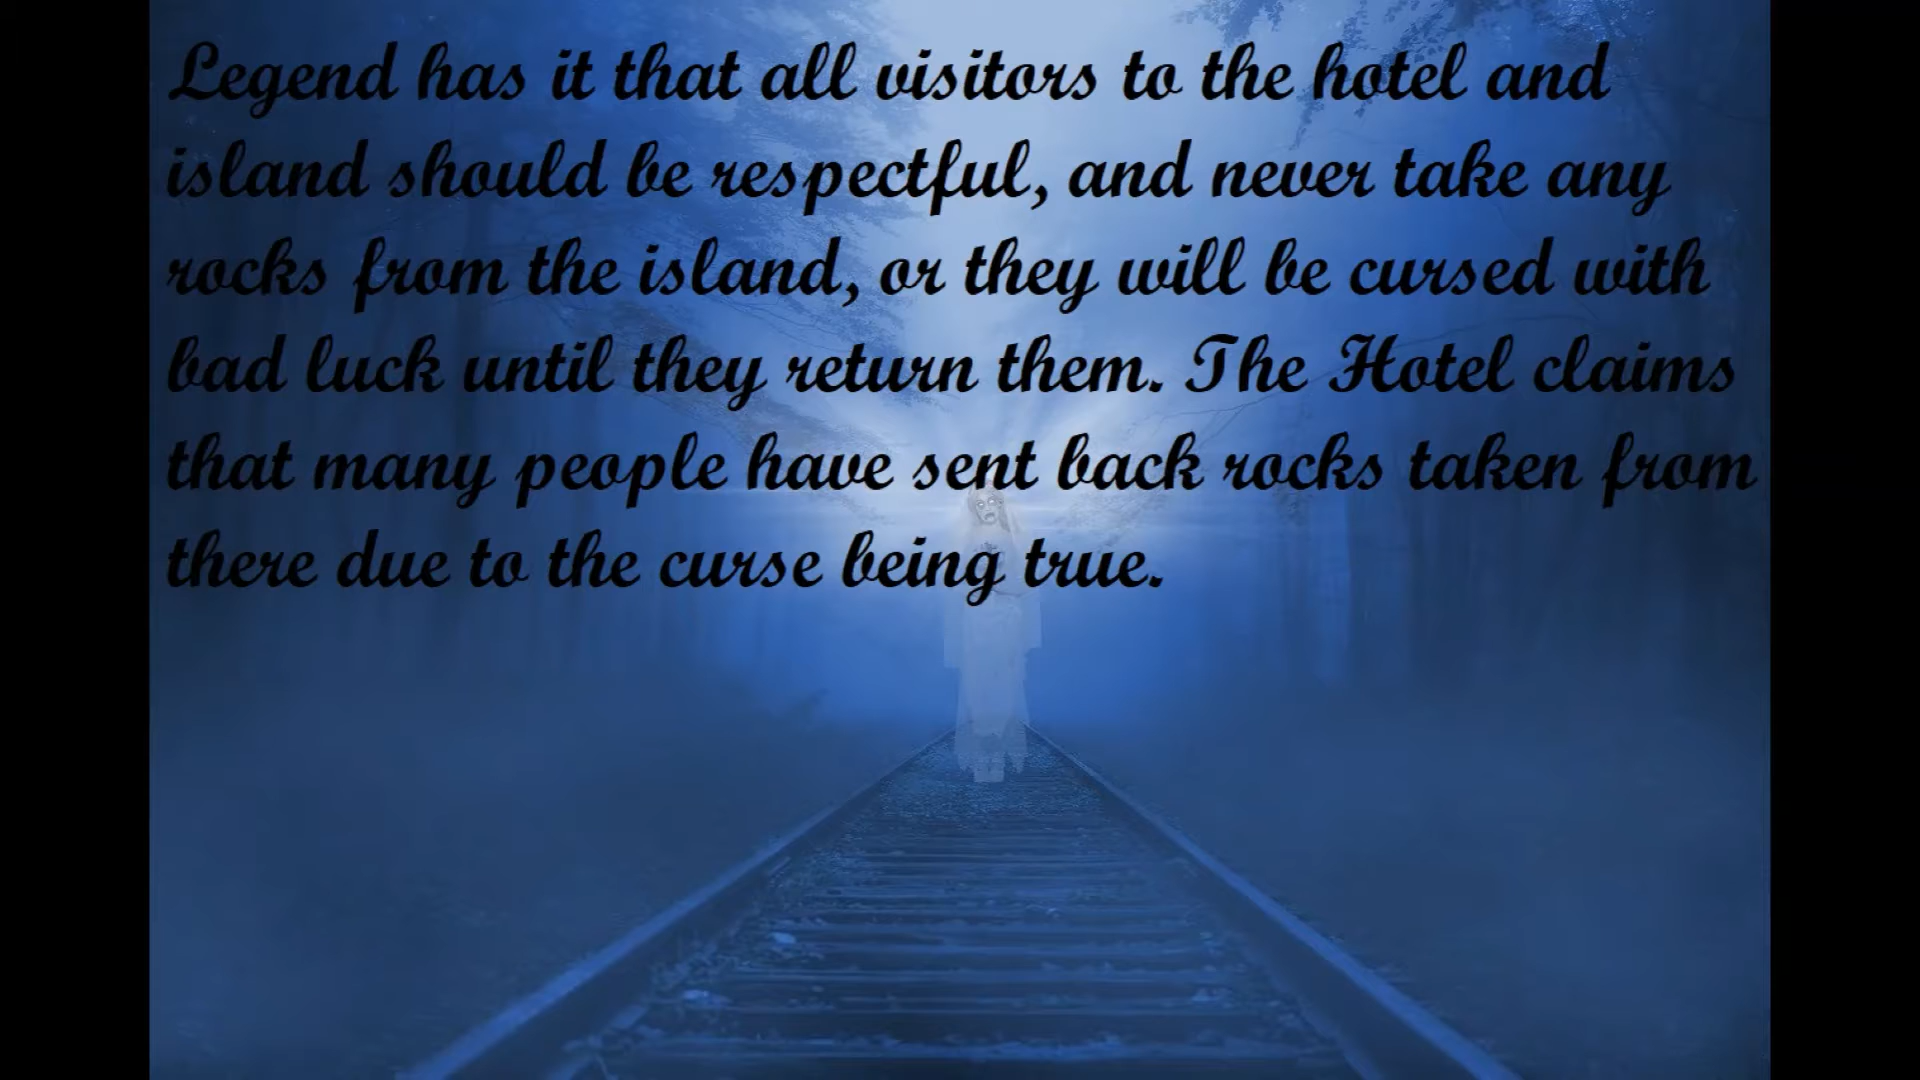 Legend has it that all visitors to the hotel and
island should be respectful, and never take any
rocks from the island, or they will be cursed with
bad luck until they return them. The Hotel claims
that many people have sent back rocks taken from
there due to the curse being true.